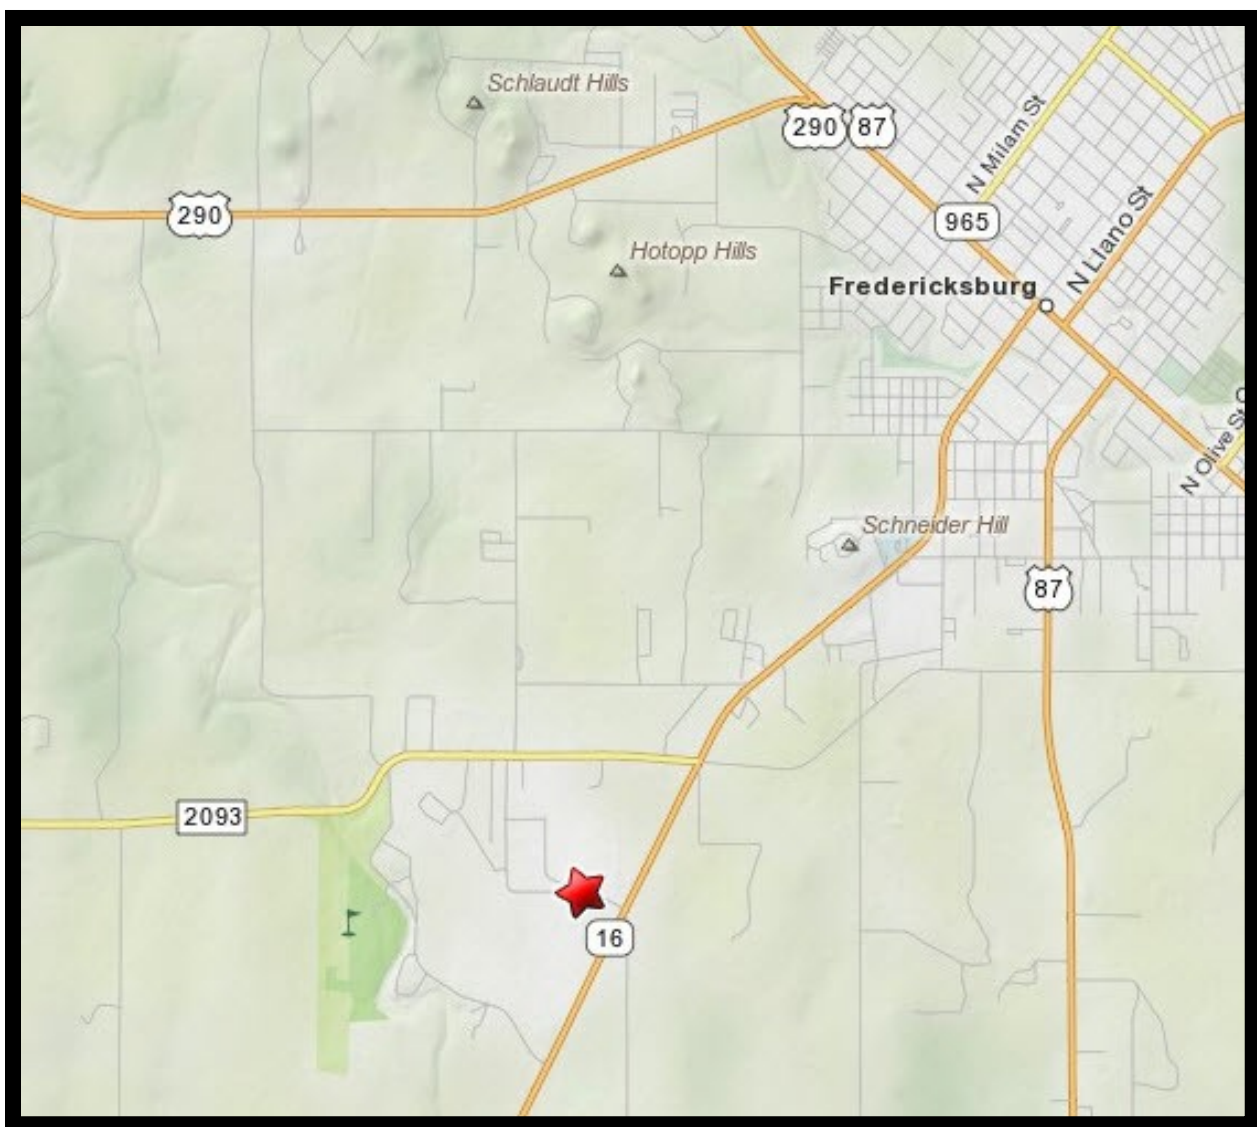 Schlaudt Hills
290
87
N Milam St
290
965
N Llano St
Hotopp Hills
Fredericksburg
N Olive St
Schneider Hill
87
2093
16